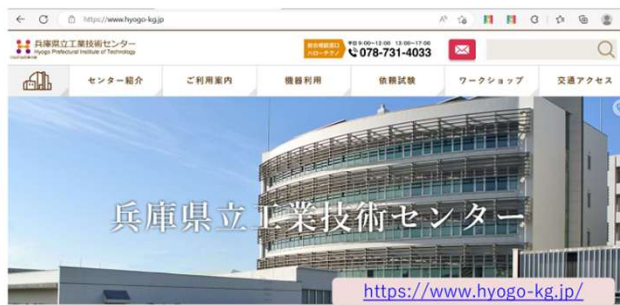 https://www.hyogo-kg.jp
兵庫県立工業技術センター
Hyogo Prefectural Institute of Technology
総合相談窓口
ハローテクノ
平日 9:00~12:00 13:00~17:00
078-731-4033
センター紹介
ご利用案内
機器利用
依頼試験
ワークショップ
交通アクセス
兵庫県立工業技術センター
https://www.hyogo-kg.jp/